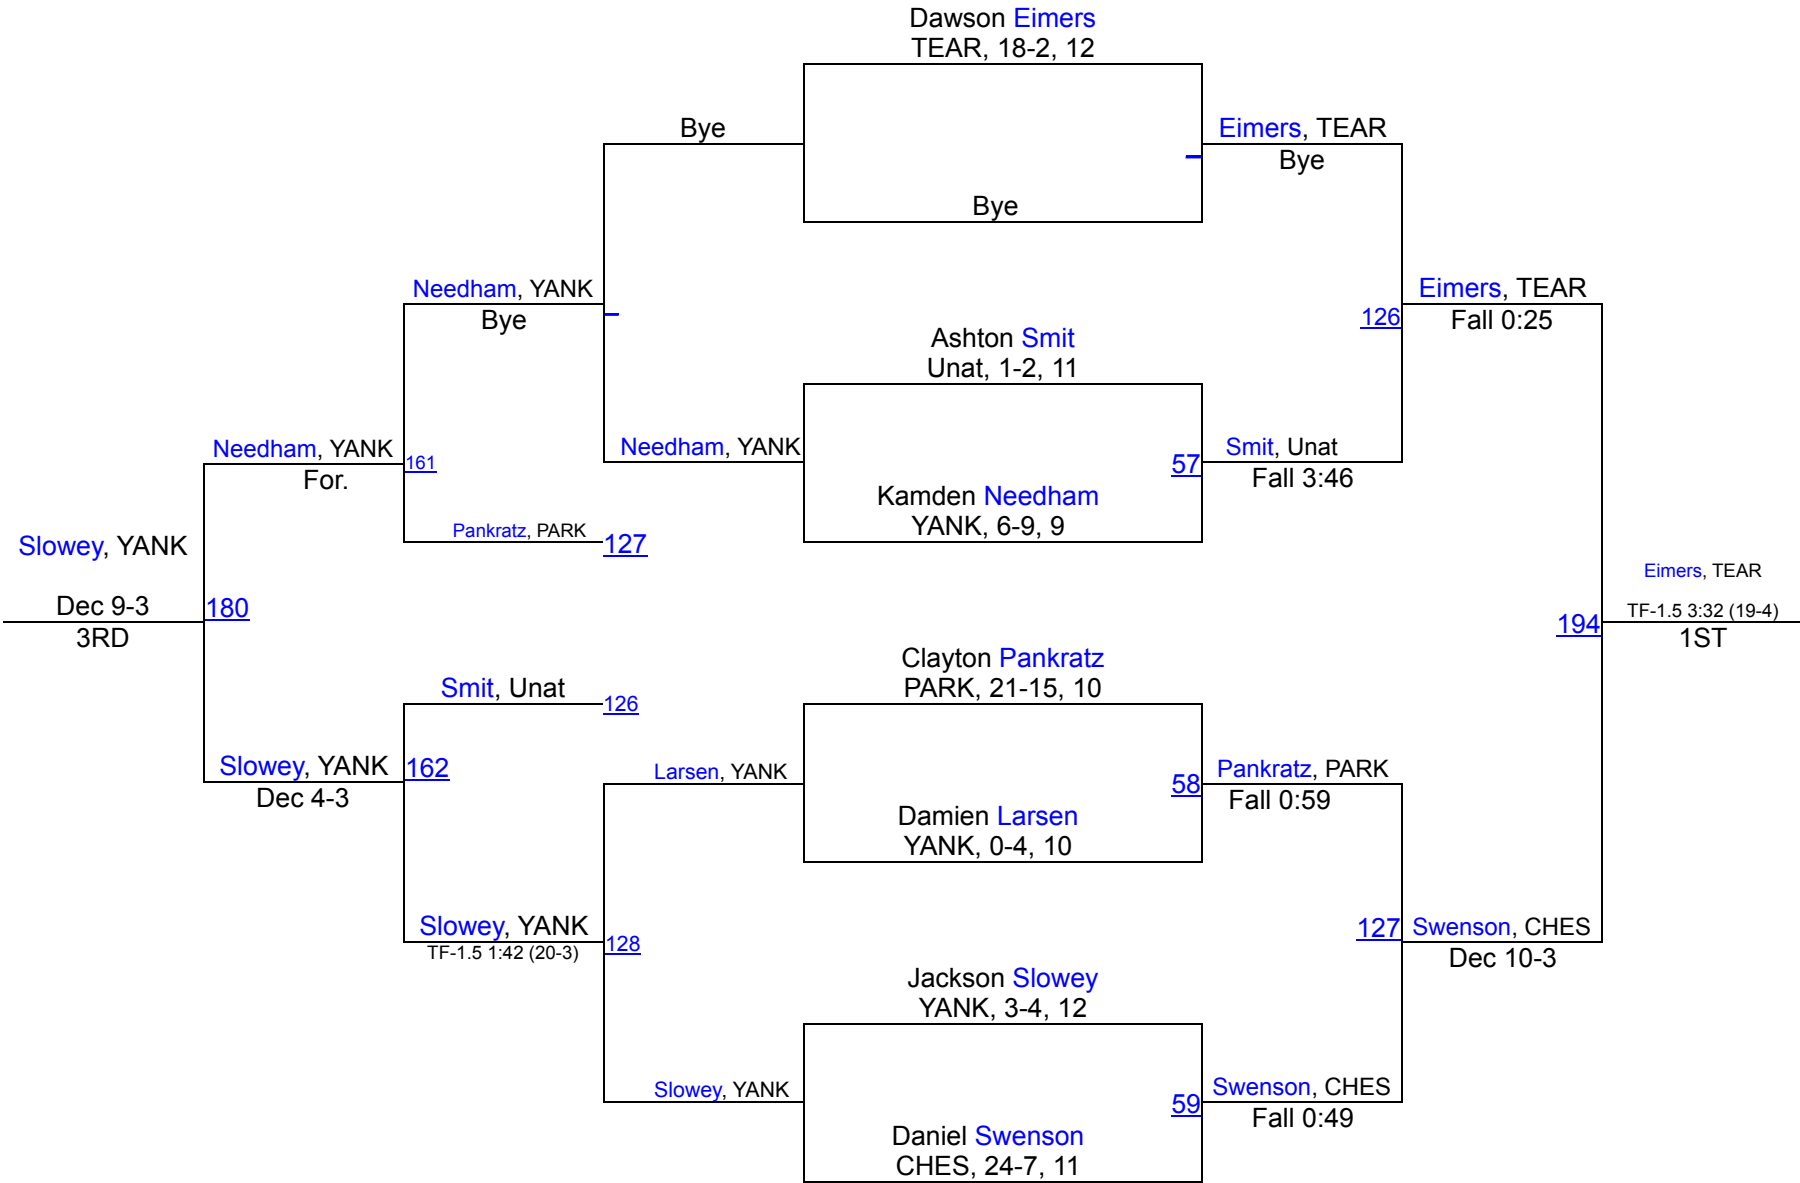 Dawson Eimers
TEAR, 18-2, 12
Bye
Eimers, TEAR
Bye
Bye
Needham, YANK
Bye
Eimers, TEAR
126
Fall 0:25
Ashton Smit
Unat, 1-2, 11
Needham, YANK
161
For.
Needham, YANK
57
Smit, Unat
Fall 3:46
Kamden Needham
YANK, 6-9, 9
Pankratz, PARK
127
Slowey, YANK
Dec 9-3
180
3RD
Eimers, TEAR
TF-1.5 3:32 (19-4)
194
1ST
Clayton Pankratz
PARK, 21-15, 10
Smit, Unat
126
Slowey, YANK
162
Dec 4-3
Larsen, YANK
58
Pankratz, PARK
Fall 0:59
Damien Larsen
YANK, 0-4, 10
Slowey, YANK
128
TF-1.5 1:42 (20-3)
127
Swenson, CHES
Dec 10-3
Jackson Slowey
YANK, 3-4, 12
Slowey, YANK
59
Swenson, CHES
Fall 0:49
Daniel Swenson
CHES, 24-7, 11